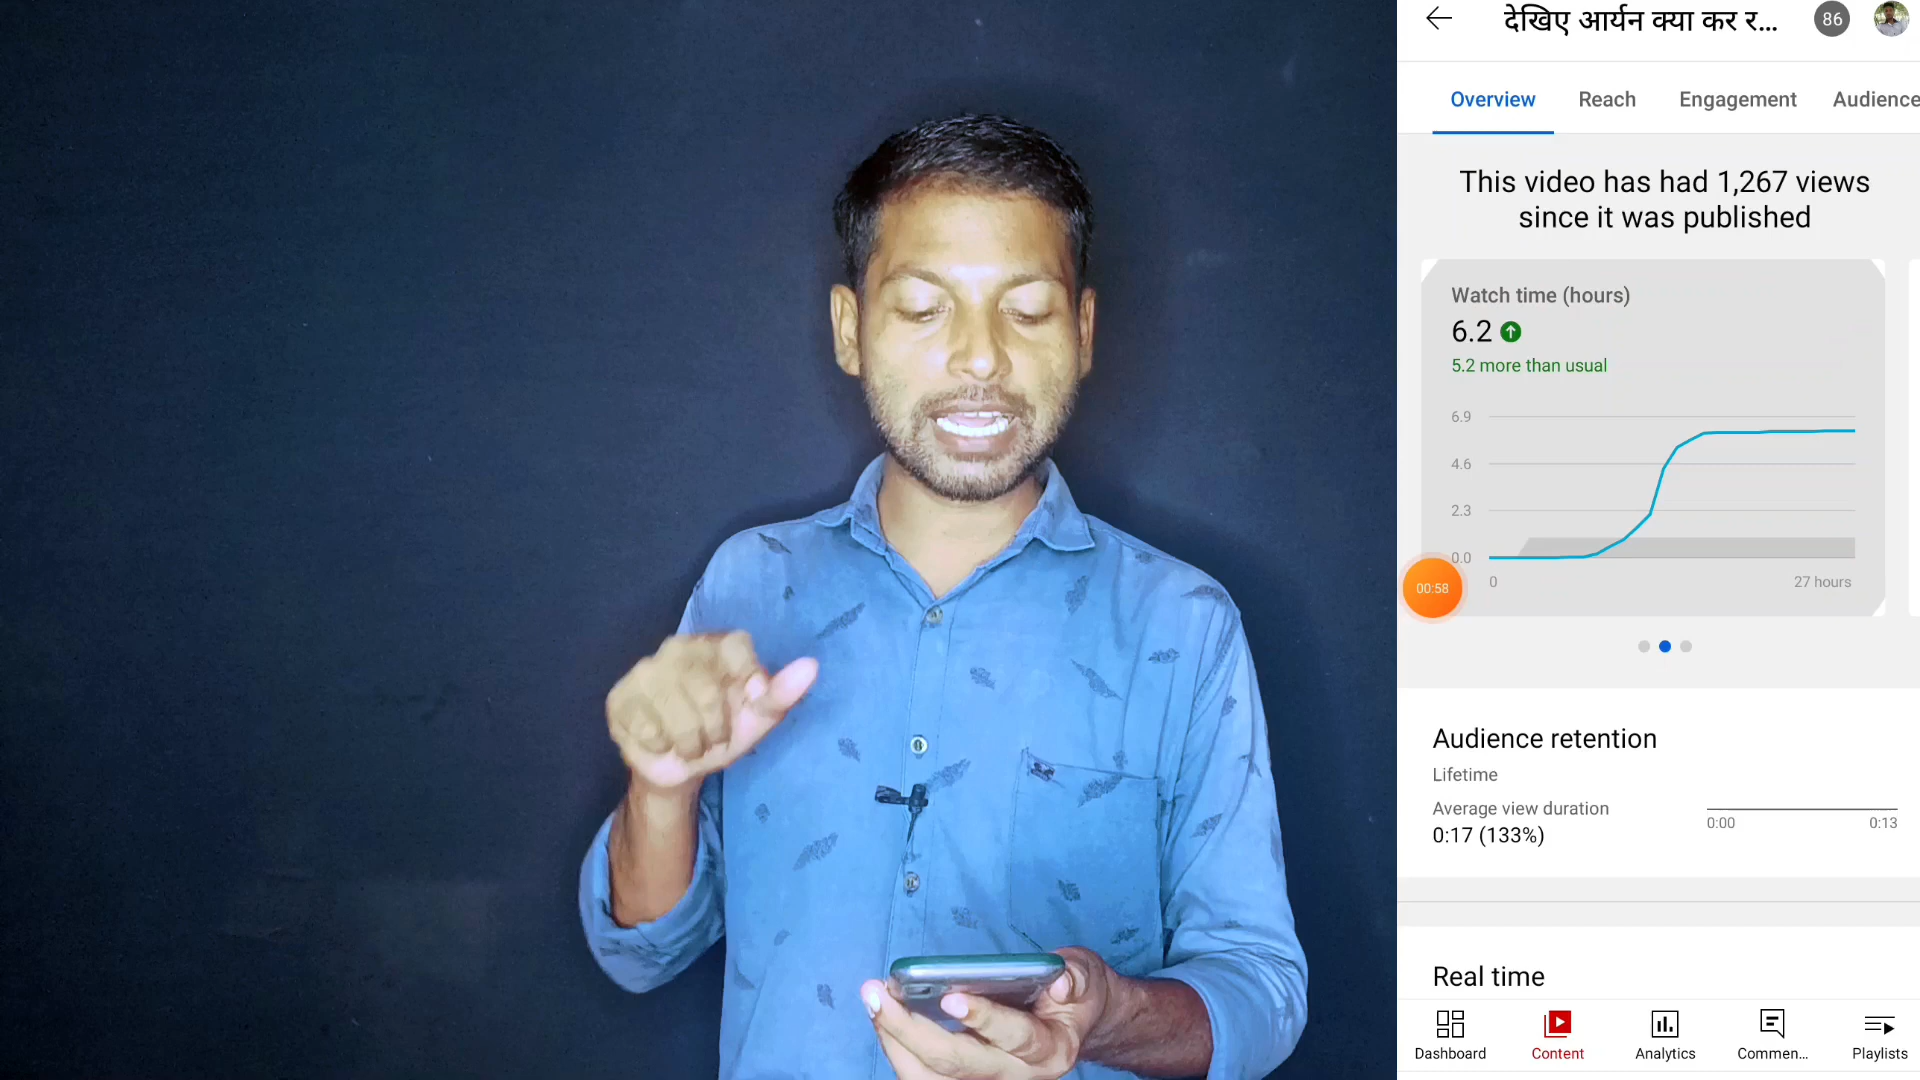 देखिए आर्यन क्या कर र...
86
Overview Reach Engagement Audience
This video has had 1,267 views
since it was published
Watch time (hours)
6.2
5.2 more than usual
6.9
4.6
2.3
0.0
0 27 hours
00:58
Audience retention
Lifetime
Average view duration
0:17 (133%)
0:00 0:13
Real time
Dashboard Content Analytics Commen... Playlists